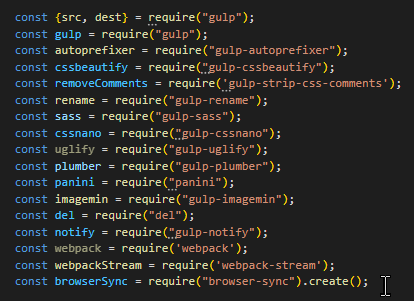 const {src, dest} = require("gulp");
const gulp = require("gulp");
const autoprefixer = require("gulp-autoprefixer");
const cssbeautify = require("gulp-cssbeautify");
const removeComments = require("gulp-strip-css-comments');
const rename = require("gulp-rename");
const sass = require("gulp-sass");
const cssnano = require("gulp-cssnano");
const uglify = require("gulp-uglify");
const plumber = require("gulp-plumber");
const panini = require("panini");
const imagemin = require("gulp-imagemin");
const del = require("del");
const notify = require("gulp-notify");
const webpack = require('webpack');
const webpackStream = require('webpack-stream');
const browserSync = require("browser-sync").create();